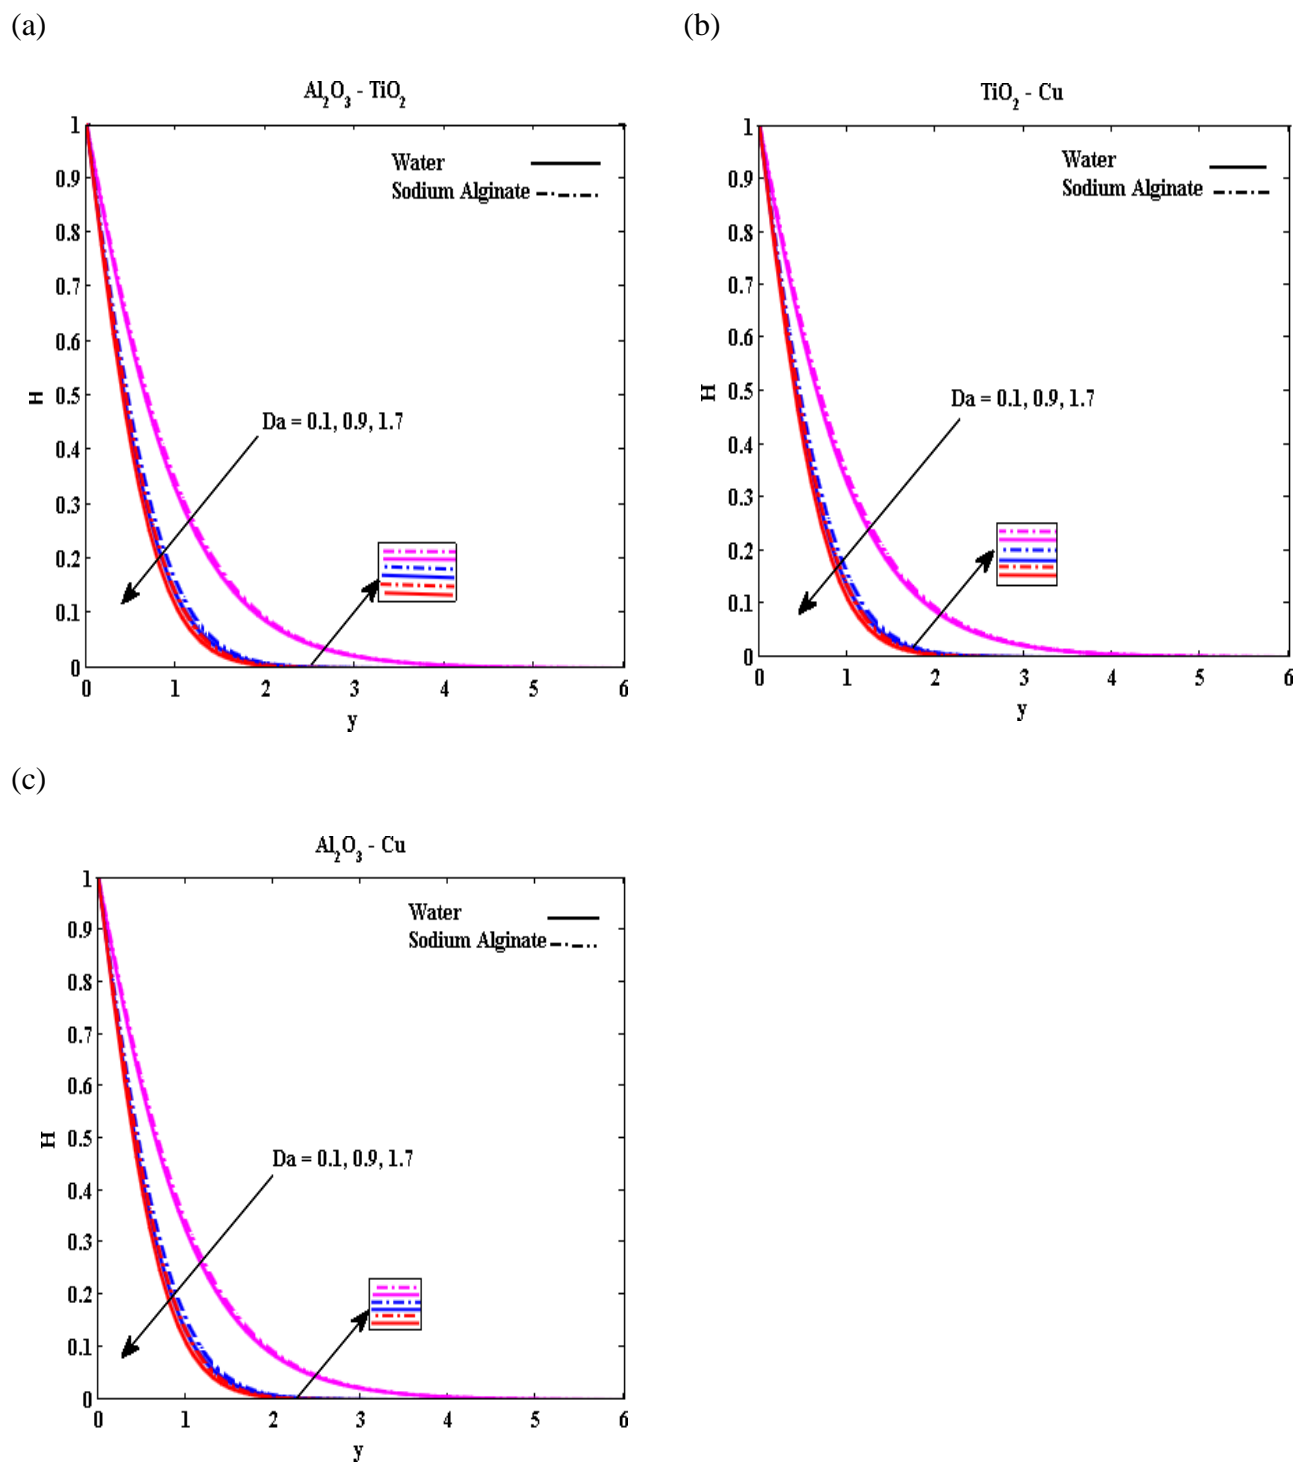 (a)
Al₂O₃ - TiO₂
1
0.9
0.8
0.7
0.6
0.5
0.4
0.3
0.2
0.1
0
H
Water
Sodium Alginate
Da = 0.1, 0.9, 1.7
0 1 2 3 4 5 6
y
(b)
TiO₂ - Cu
1
0.9
0.8
0.7
0.6
0.5
0.4
0.3
0.2
0.1
0
H
Water
Sodium Alginate
Da = 0.1, 0.9, 1.7
0 1 2 3 4 5 6
y
(c)
Al₂O₃ - Cu
1
0.9
0.8
0.7
0.6
0.5
0.4
0.3
0.2
0.1
0
H
Water
Sodium Alginate
Da = 0.1, 0.9, 1.7
0 1 2 3 4 5 6
y